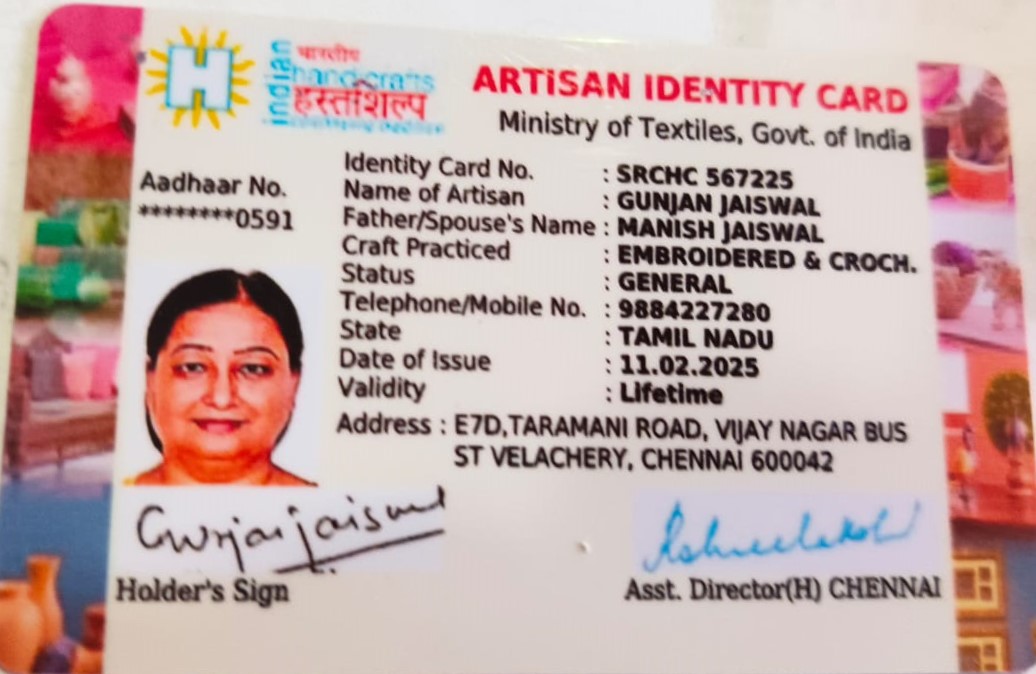 भारतीय
Indian handicrafts
हस्तशिल्प
H
ARTiSAN IDENTITY CARD
Ministry of Textiles, Govt. of India
Aadhaar No.
********0591
Identity Card No. : SRCHC 567225
Name of Artisan : GUNJAN JAISWAL
Father/Spouse's Name : MANISH JAISWAL
Craft Practiced : EMBROIDERED & CROCH.
Status : GENERAL
Telephone/Mobile No. : 9884227280
State : TAMIL NADU
Date of Issue : 11.02.2025
Validity : Lifetime
Address : E7D,TARAMANI ROAD, VIJAY NAGAR BUS
ST VELACHERY, CHENNAI 600042
Holder's Sign
Asst. Director(H) CHENNAI